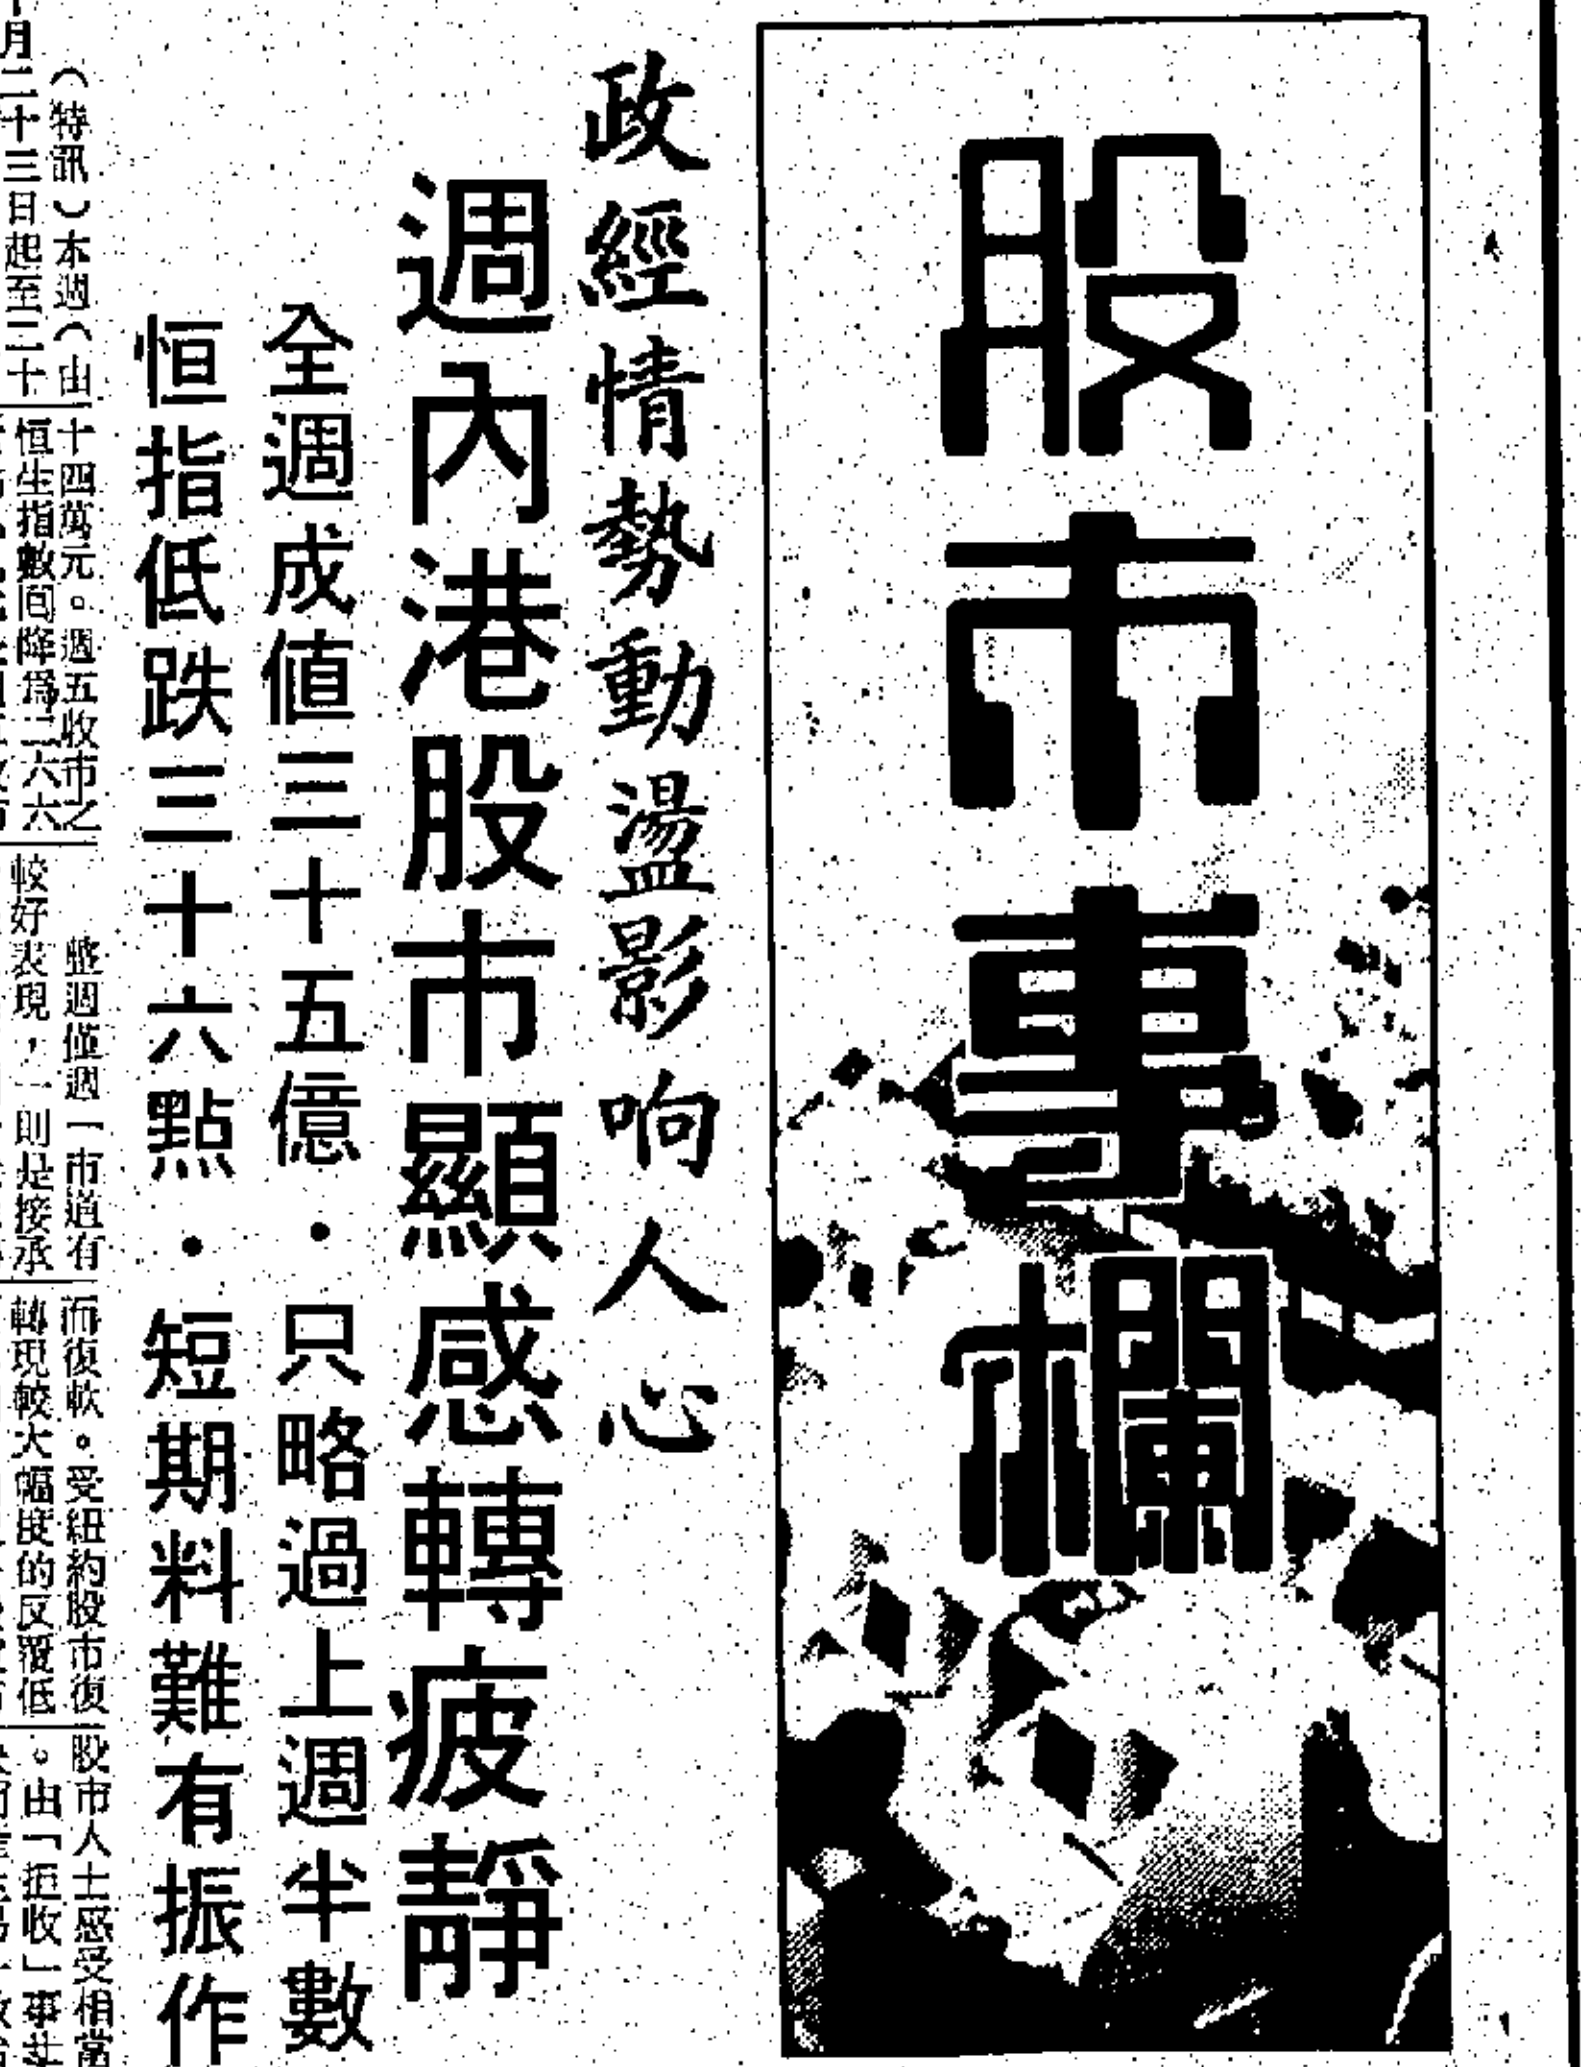 股市事欄
政經情勢動盪影响人心
週內港股市顯感轉疲靜
全週成值三十五億．只略過上週半數
恒指低跌三十六點．短期料難有振作
（特訊）本週（由
月二十三日起至二十
十四萬元。週五收市之
恒生指數回降爲二六六
整週僅週一市道有
較好表現，一則是接承
而復軟。受紐約股市復
轉現較大幅度的反覆低
股市人士感受相當
。由「拒收」事